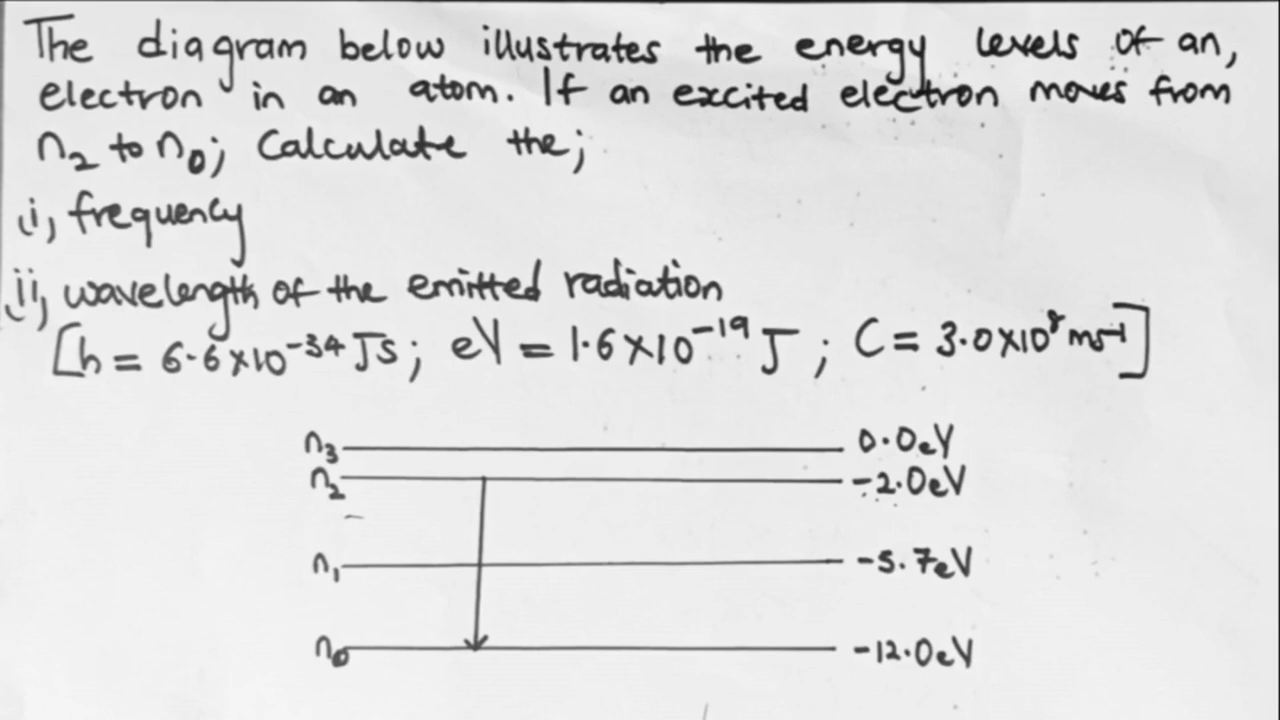 The diagram below illustrates the energy levels of an,
electron in an atom. If an excited electron moves from
n₂ to n₀; Calculate the;
(i, frequency
(ii, wavelength of the emitted radiation
[h = 6.6×10⁻³⁴ Js; eV = 1.6×10⁻¹⁹ J ; C = 3.0×10⁸ ms⁻¹]
n₃ 0.0eV
n₂ -2.0eV
n₁ -5.7eV
n₀ -12.0eV